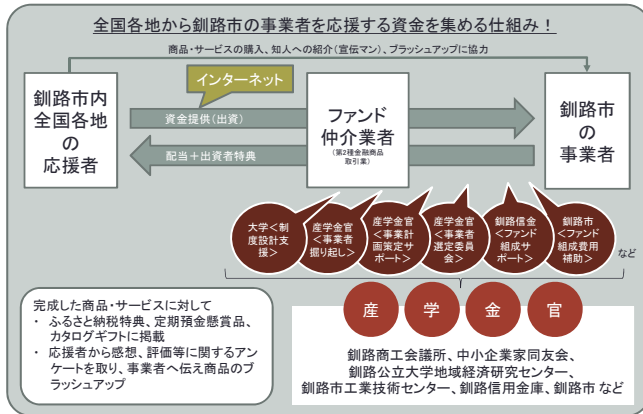 全国各地から釧路市の事業者を応援する資金を集める仕組み！
商品・サービスの購入、知人への紹介（宣伝マン）、ブラッシュアップに協力
インターネット
釧路市内
全国各地
の
応援者
資金提供（出資）
配当＋出資者特典
ファンド
仲介業者
（第2種金融商品
取引業）
釧路市
の
事業者
大学＜制
度設計支
援＞
産学金官
＜事業者
掘り起し＞
産学金官
＜事業計
画策定サ
ポート＞
産学金官
＜事業者
選定委員
会＞
釧路信金
＜ファンド
組成サ
ポート＞
釧路市
＜ファンド
組成費用
補助＞
など
産 学 金 官
完成した商品・サービスに対して
・ ふるさと納税特典、定期預金懸賞品、
カタログギフトに掲載
・ 応援者から感想、評価等に関するアン
ケートを取り、事業者へ伝え商品のブ
ラッシュアップ
釧路商工会議所、中小企業家同友会、
釧路公立大学地域経済研究センター、
釧路市工業技術センター、釧路信用金庫、釧路市 など